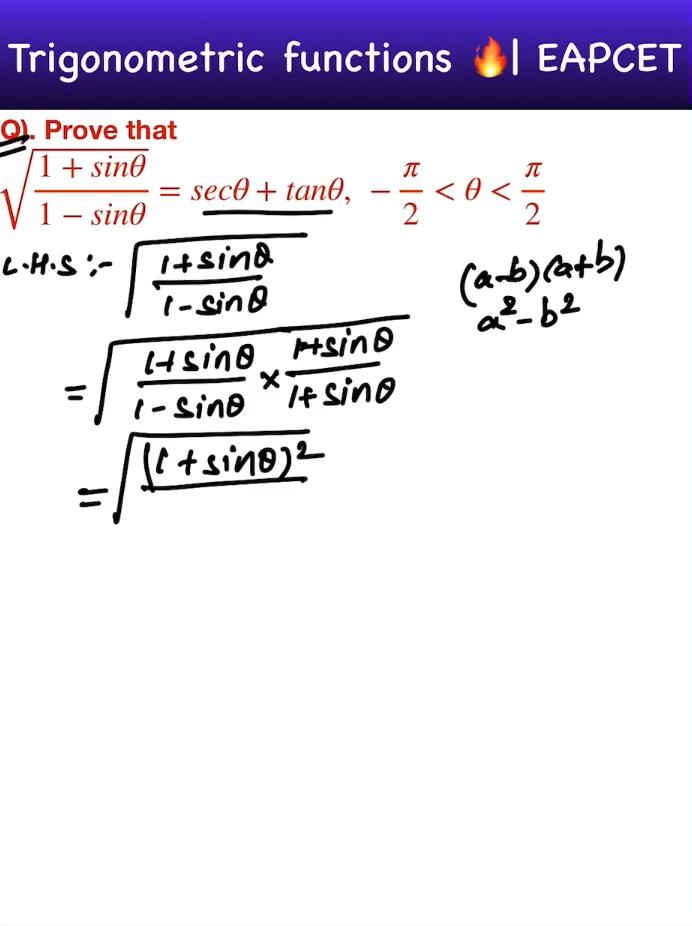 Trigonometric functions 🔥| EAPCET
Q). Prove that
√((1 + sinθ)/(1 − sinθ)) = secθ + tanθ, −π/2 < θ < π/2
L.H.S :- √((1+sinθ)/(1-sinθ))
(a-b)(a+b)
a²-b²
= √((1+sinθ)/(1-sinθ) × (1+sinθ)/(1+sinθ))
= √((1+sinθ)²